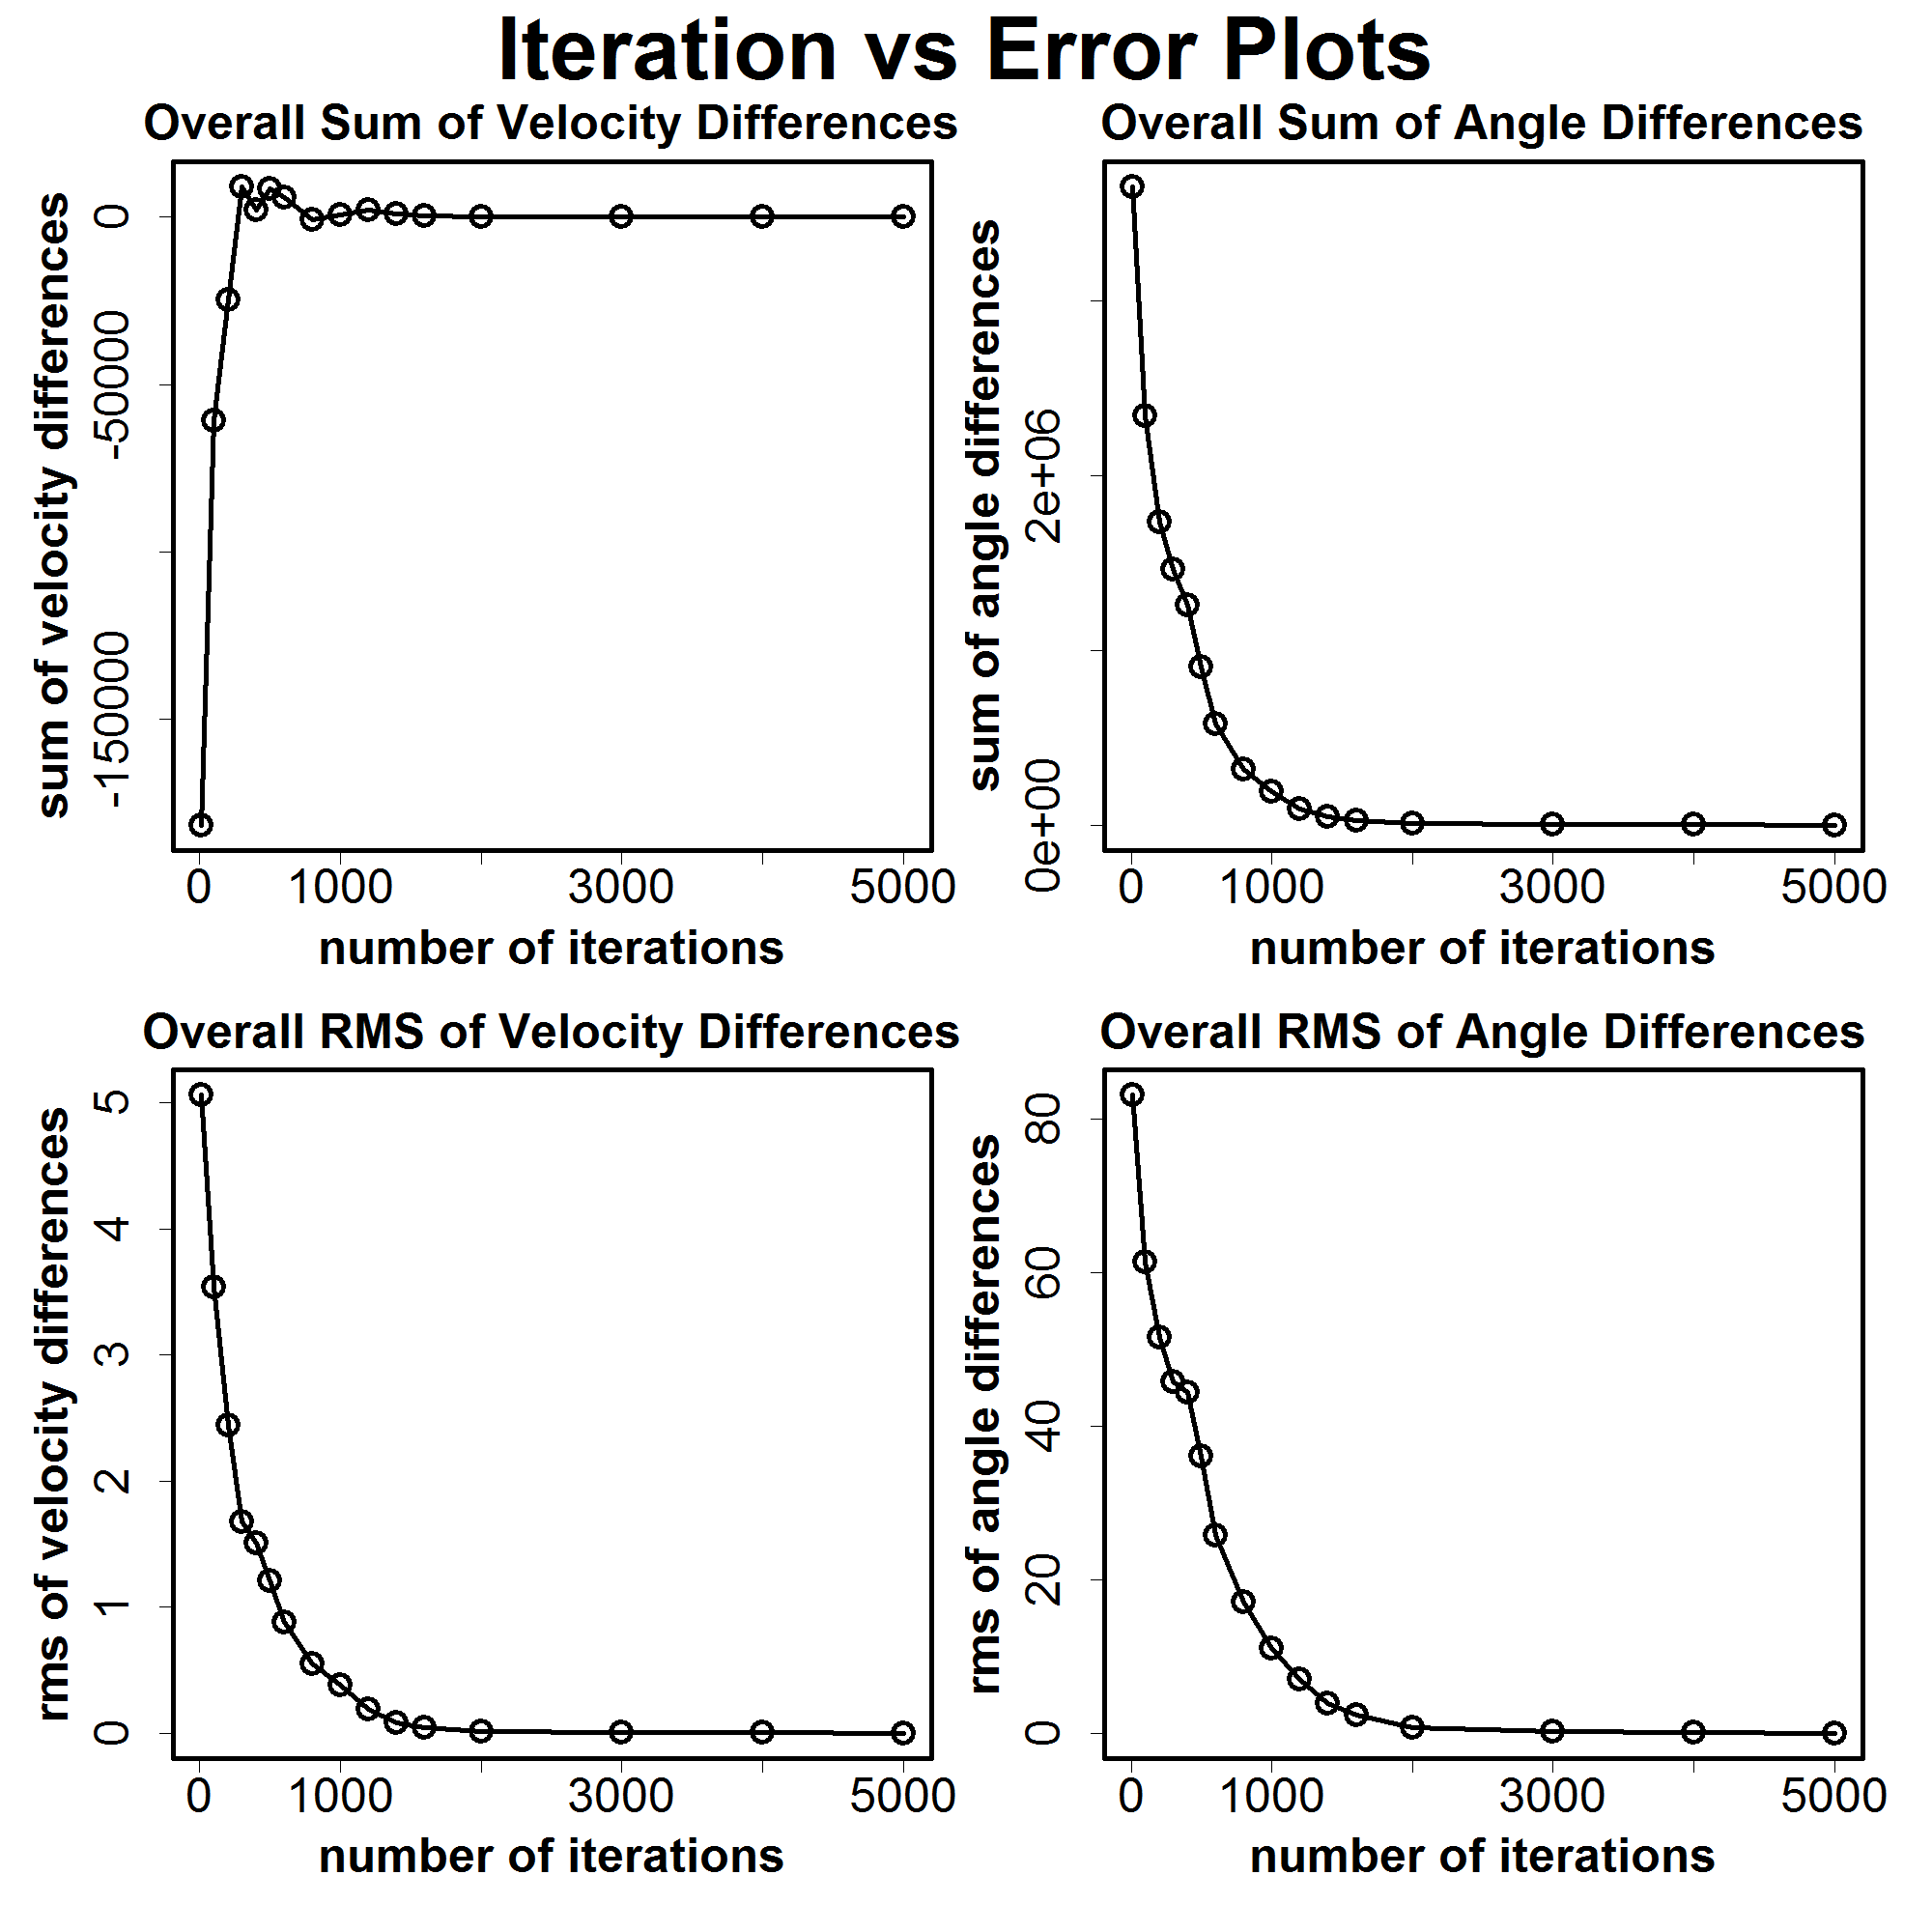 Iteration vs Error Plots
Overall Sum of Velocity Differences
sum of velocity differences
0
-50000
-150000
0 1000 3000 5000
number of iterations
Overall Sum of Angle Differences
sum of angle differences
2e+06
0e+00
0 1000 3000 5000
number of iterations
Overall RMS of Velocity Differences
rms of velocity differences
5
4
3
2
1
0
0 1000 3000 5000
number of iterations
Overall RMS of Angle Differences
rms of angle differences
80
60
40
20
0
0 1000 3000 5000
number of iterations